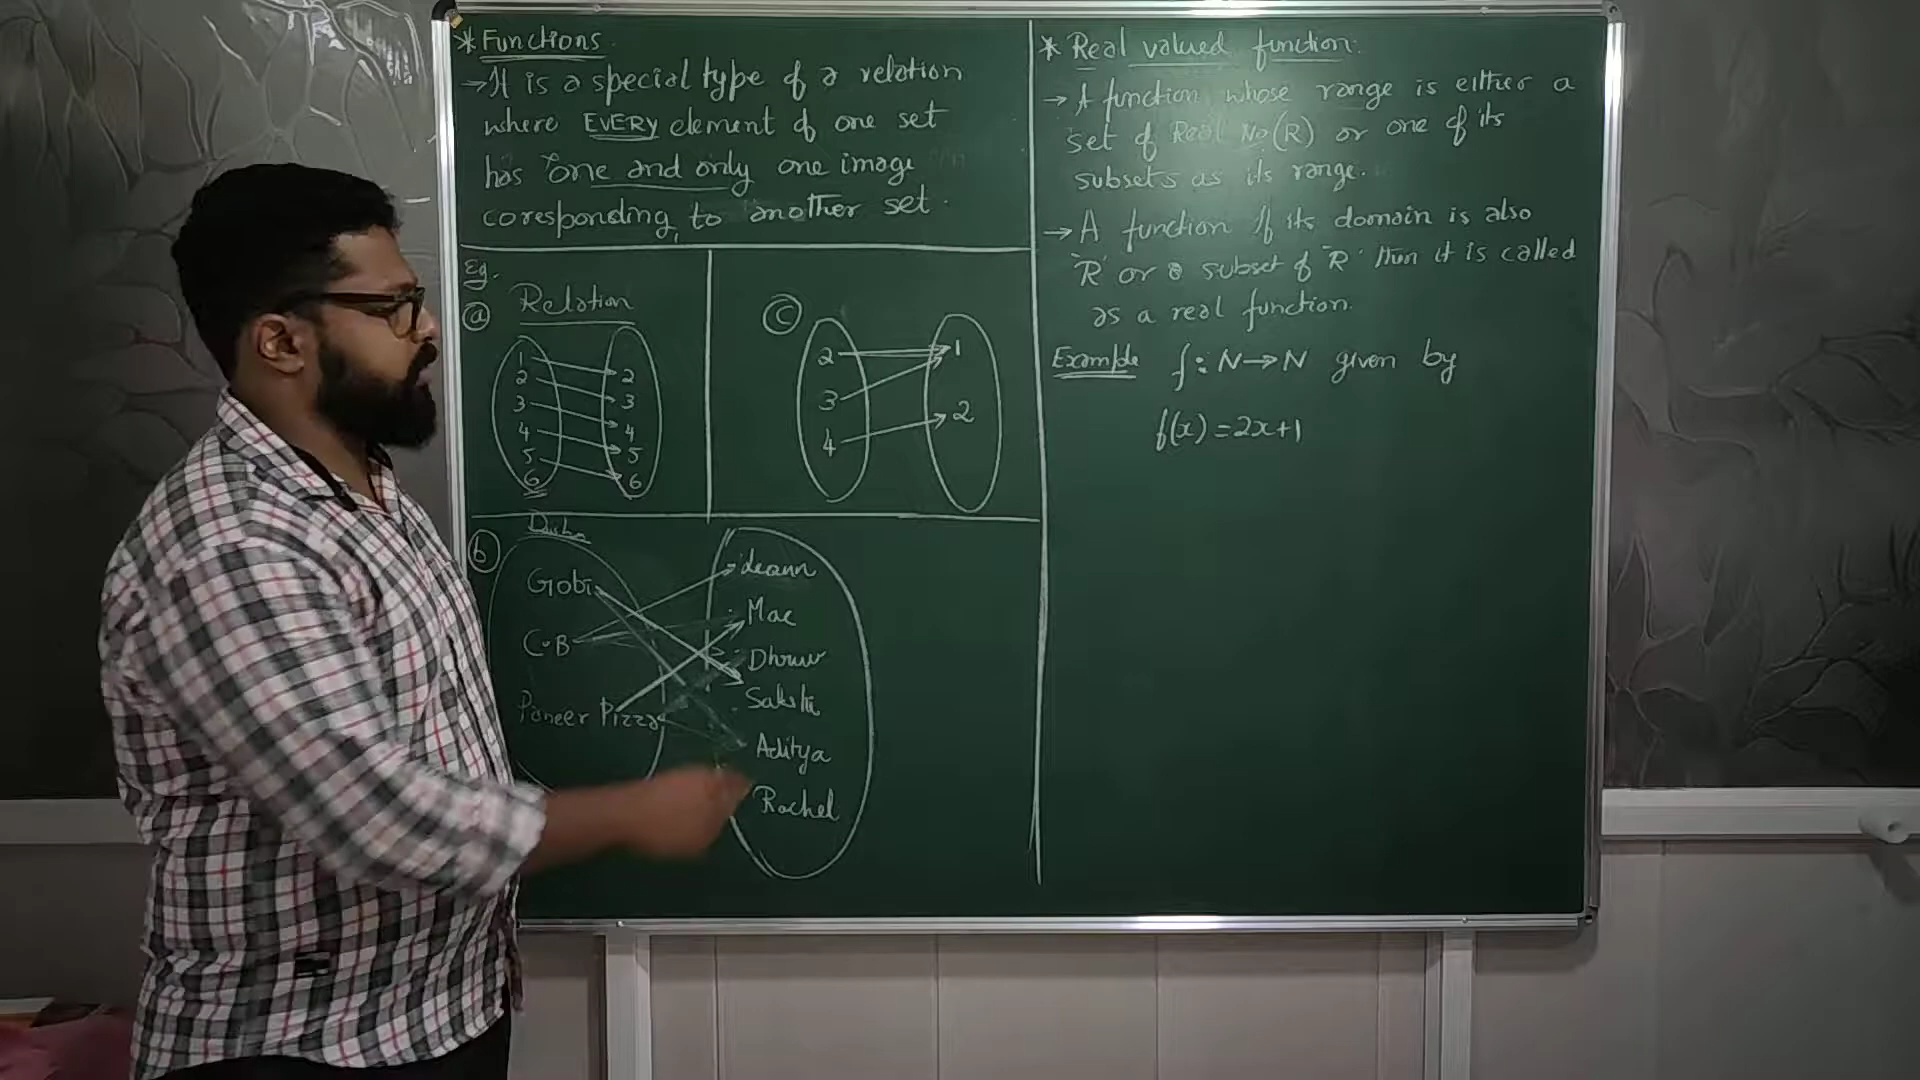 * Functions.
→ It is a special type of a relation
where EVERY element of one set
has one and only one image
coresponding to another set.
Eg.
(a) Relation
1 2
2 3
3 4
4 5
5 6
6
(c)
2 1
3 2
4
(b)
Gobi
C.B
Pioneer Pizza
deann
Mac
Dhruv
Sakshi
Aditya
Rachel
* Real valued function:
→ A function whose range is either a
set of Real No (R) or one of its
subsets as its range.
→ A function if its domain is also
'R' or a subset of 'R' then it is called
as a real function.
Example f : N→N given by
f(x) = 2x+1